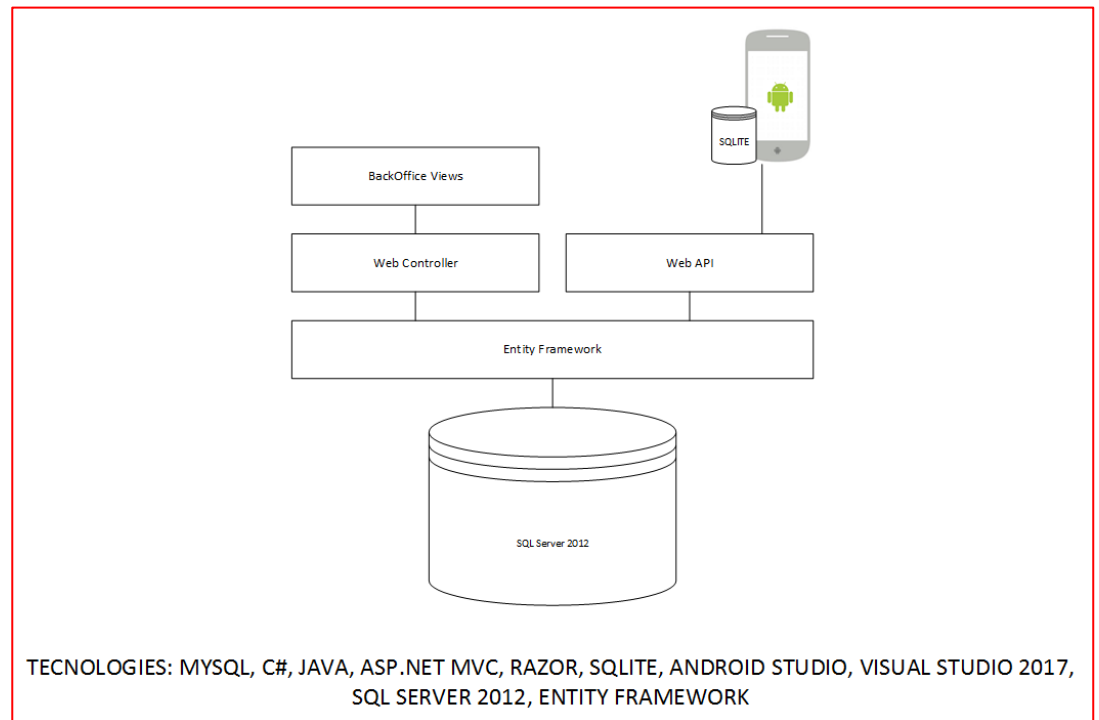 SQLITE
BackOffice Views
Web Controller
Web API
Entity Framework
SQL Server 2012
TECNOLOGIES: MYSQL, C#, JAVA, ASP.NET MVC, RAZOR, SQLITE, ANDROID STUDIO, VISUAL STUDIO 2017,
SQL SERVER 2012, ENTITY FRAMEWORK